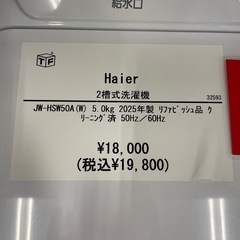 給水口
TF
Haier
2槽式洗濯機
32593
JW-HSW50A(W) 5.0kg 2025年製 リファビッシュ品 ク
リーニング済 50Hz／60Hz
¥18,000
(税込¥19,800)